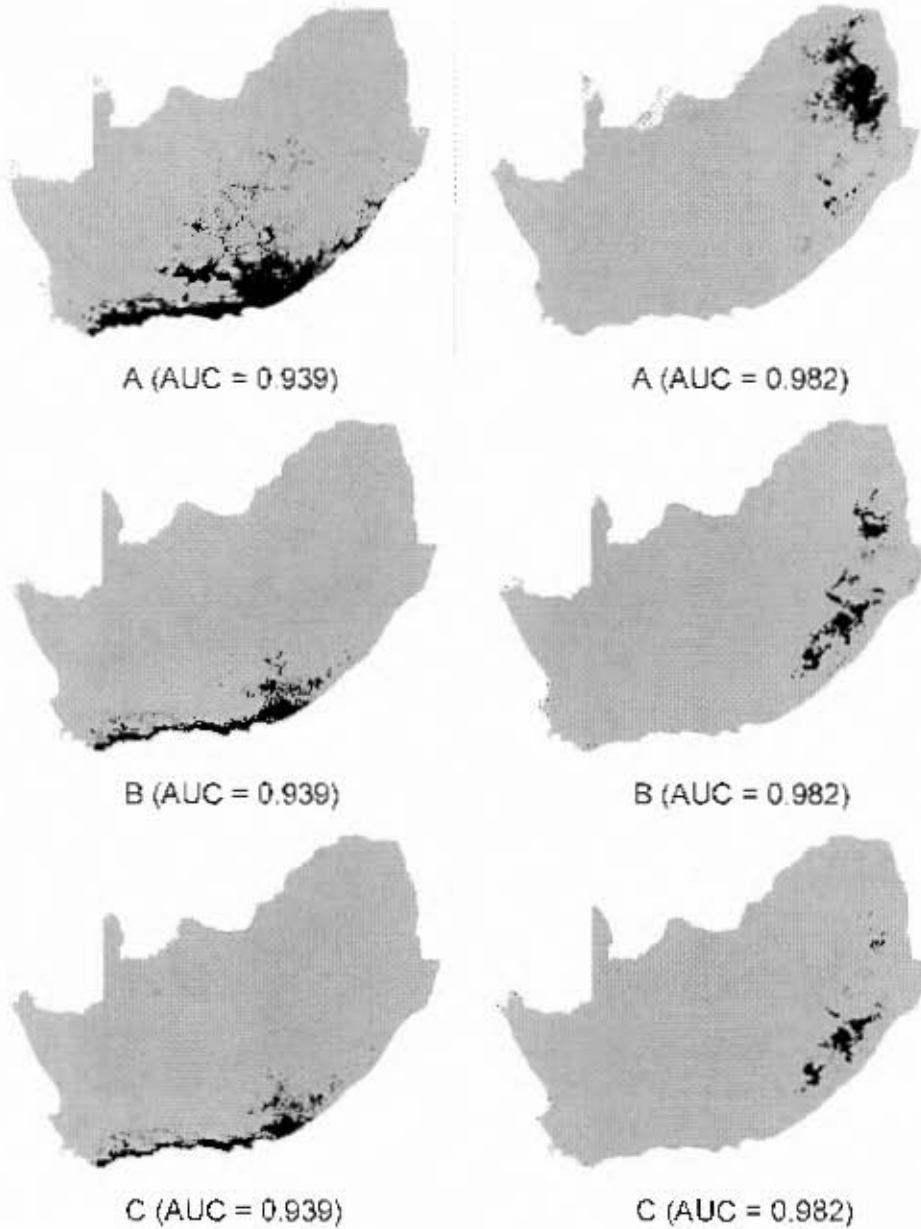 A (AUC = 0.939)
A (AUC = 0.982)
B (AUC = 0.939)
B (AUC = 0.982)
C (AUC = 0.939)
C (AUC = 0.982)